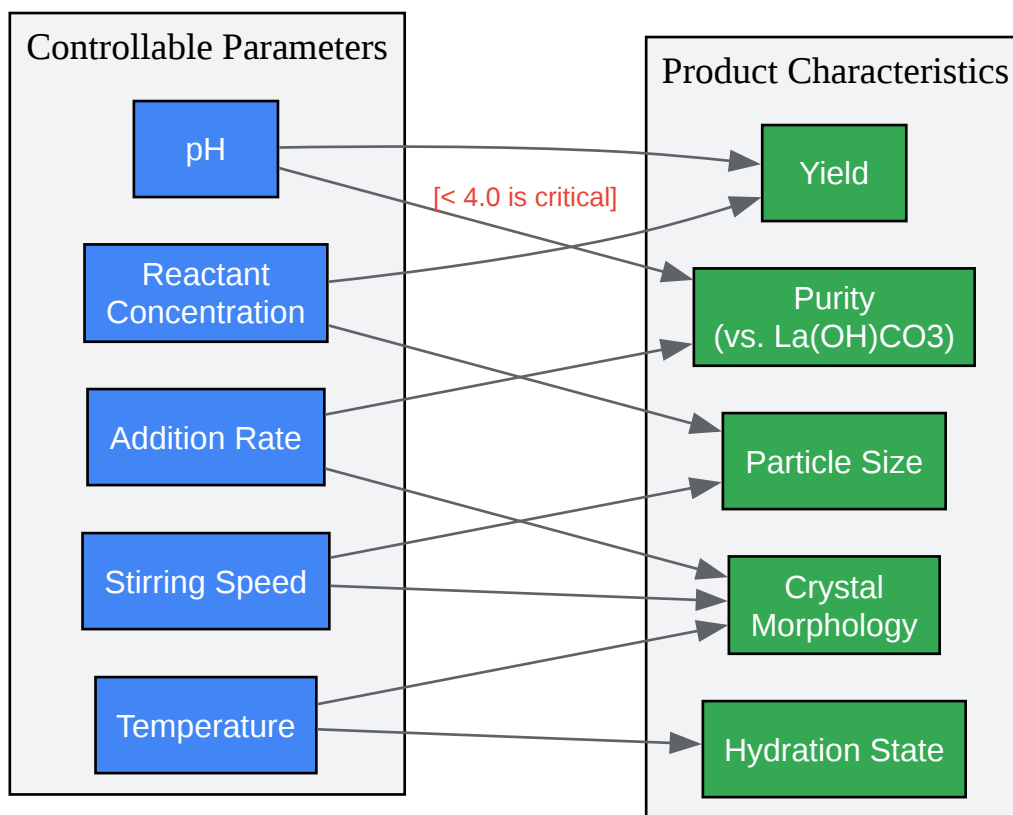 Controllable Parameters
pH
Reactant
Concentration
Addition Rate
Stirring Speed
Temperature
[< 4.0 is critical]
Product Characteristics
Yield
Purity
(vs. La(OH)CO3)
Particle Size
Crystal
Morphology
Hydration State